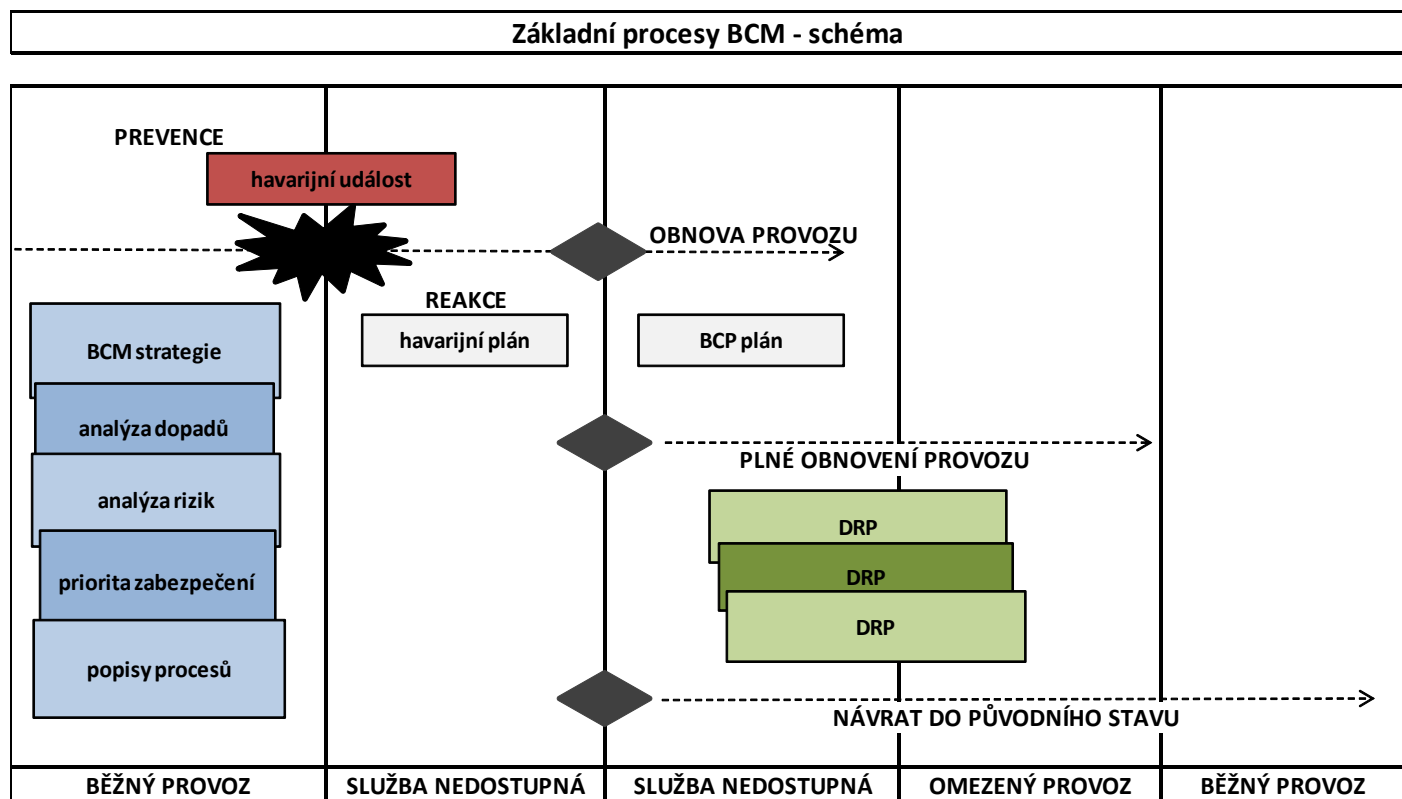 Základní procesy BCM - schéma
PREVENCE
havarijní událost
OBNOVA PROVOZU
REAKCE
havarijní plán
BCP plán
BCM strategie
analýza dopadů
PLNÉ OBNOVENÍ PROVOZU
analýza rizik
DRP
priorita zabezpečení
DRP
DRP
popisy procesů
NÁVRAT DO PŮVODNÍHO STAVU
BĚŽNÝ PROVOZ
SLUŽBA NEDOSTUPNÁ
SLUŽBA NEDOSTUPNÁ
OMEZENÝ PROVOZ
BĚŽNÝ PROVOZ